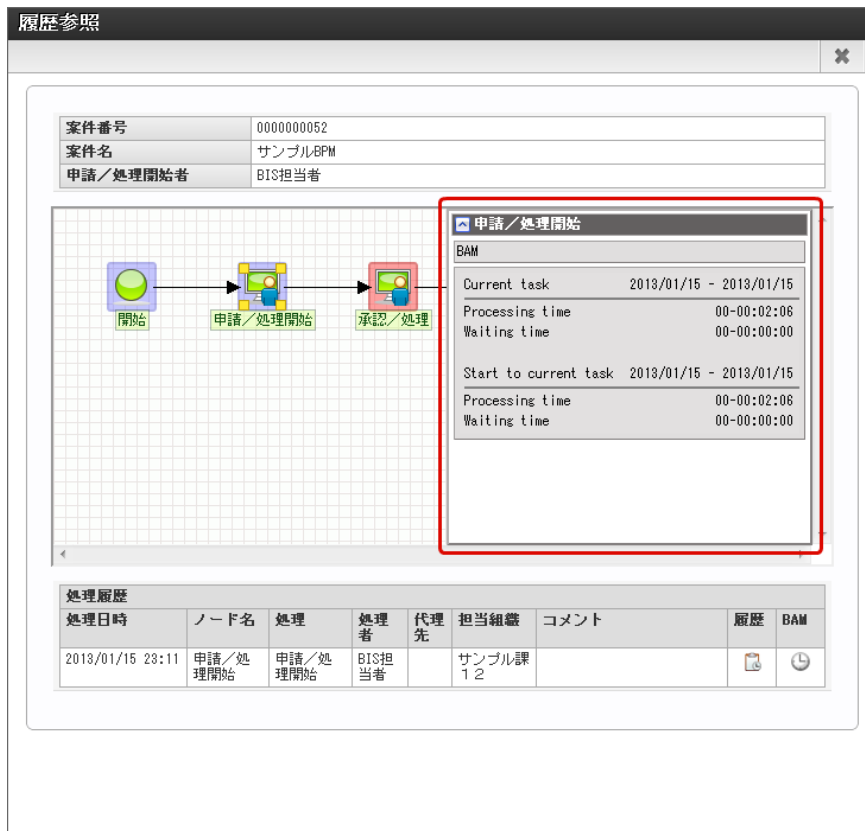 履歴参照
案件番号 0000000052
案件名 サンプルBPM
申請／処理開始者 BIS担当者
申請／処理開始
BAM
Current task 2013/01/15 - 2013/01/15
Processing time 00-00:02:06
Waiting time 00-00:00:00
Start to current task 2013/01/15 - 2013/01/15
Processing time 00-00:02:06
Waiting time 00-00:00:00
開始 申請／処理開始 承認／処理
処理履歴
処理日時 ノード名 処理 処理者 代理先 担当組織 コメント 履歴 BAM
2013/01/15 23:11 申請／処理開始 申請／処理開始 BIS担当者 サンプル課１２